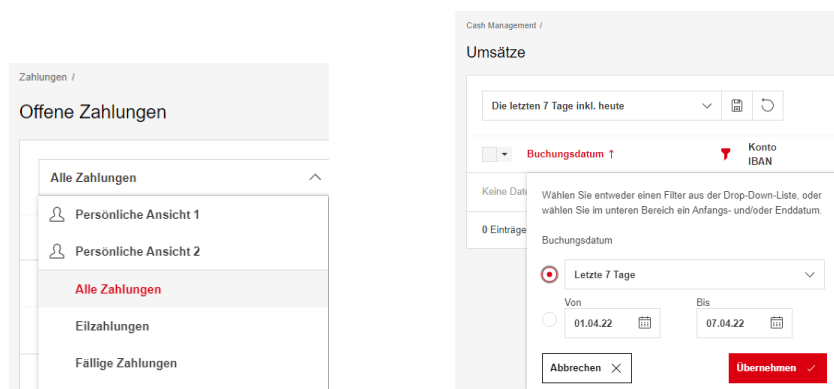 Zahlungen /
Offene Zahlungen
Alle Zahlungen
Persönliche Ansicht 1
Persönliche Ansicht 2
Alle Zahlungen
Eilzahlungen
Fällige Zahlungen
Cash Management /
Umsätze
Die letzten 7 Tage inkl. heute
Buchungsdatum ↑
Konto
IBAN
Keine Date
Wählen Sie entweder einen Filter aus der Drop-Down-Liste, oder
wählen Sie im unteren Bereich ein Anfangs- und/oder Enddatum.
0 Einträge
Buchungsdatum
Letzte 7 Tage
Von Bis
01.04.22 07.04.22
Abbrechen Übernehmen